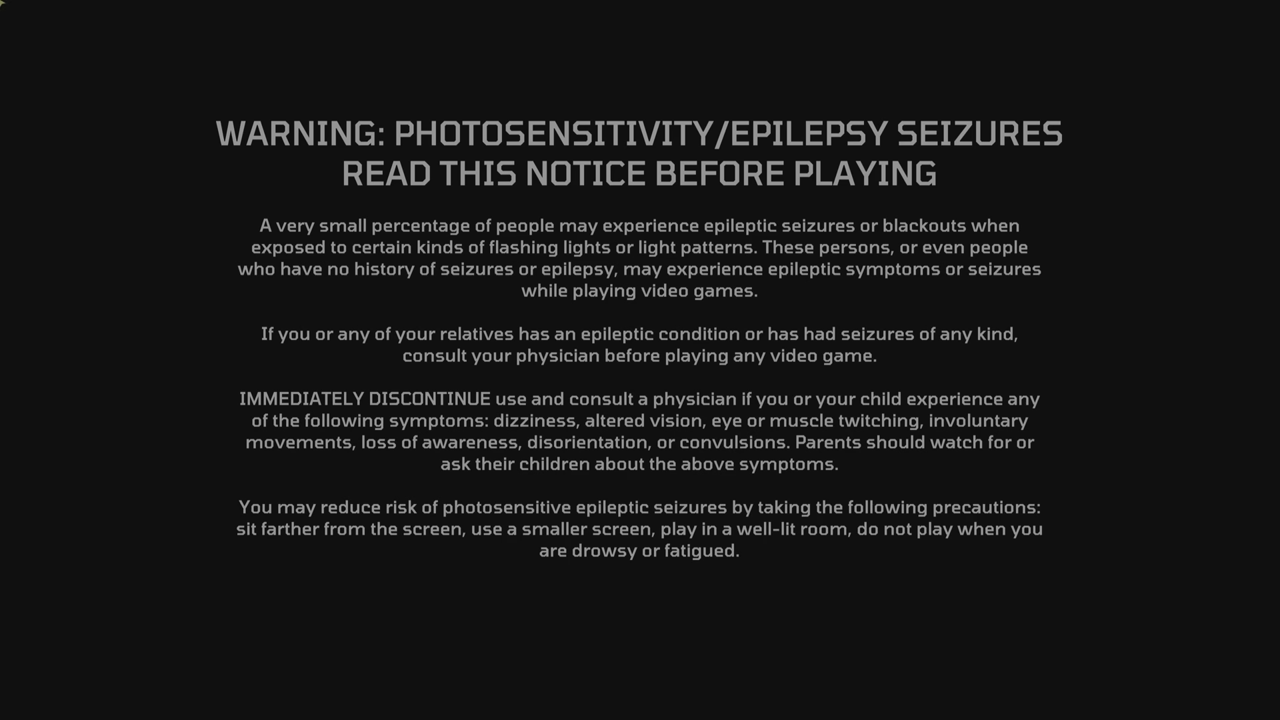 WARNING: PHOTOSENSITIVITY/EPILEPSY SEIZURES
READ THIS NOTICE BEFORE PLAYING
A very small percentage of people may experience epileptic seizures or blackouts when
exposed to certain kinds of flashing lights or light patterns. These persons, or even people
who have no history of seizures or epilepsy, may experience epileptic symptoms or seizures
while playing video games.
If you or any of your relatives has an epileptic condition or has had seizures of any kind,
consult your physician before playing any video game.
IMMEDIATELY DISCONTINUE use and consult a physician if you or your child experience any
of the following symptoms: dizziness, altered vision, eye or muscle twitching, involuntary
movements, loss of awareness, disorientation, or convulsions. Parents should watch for or
ask their children about the above symptoms.
You may reduce risk of photosensitive epileptic seizures by taking the following precautions:
sit farther from the screen, use a smaller screen, play in a well-lit room, do not play when you
are drowsy or fatigued.